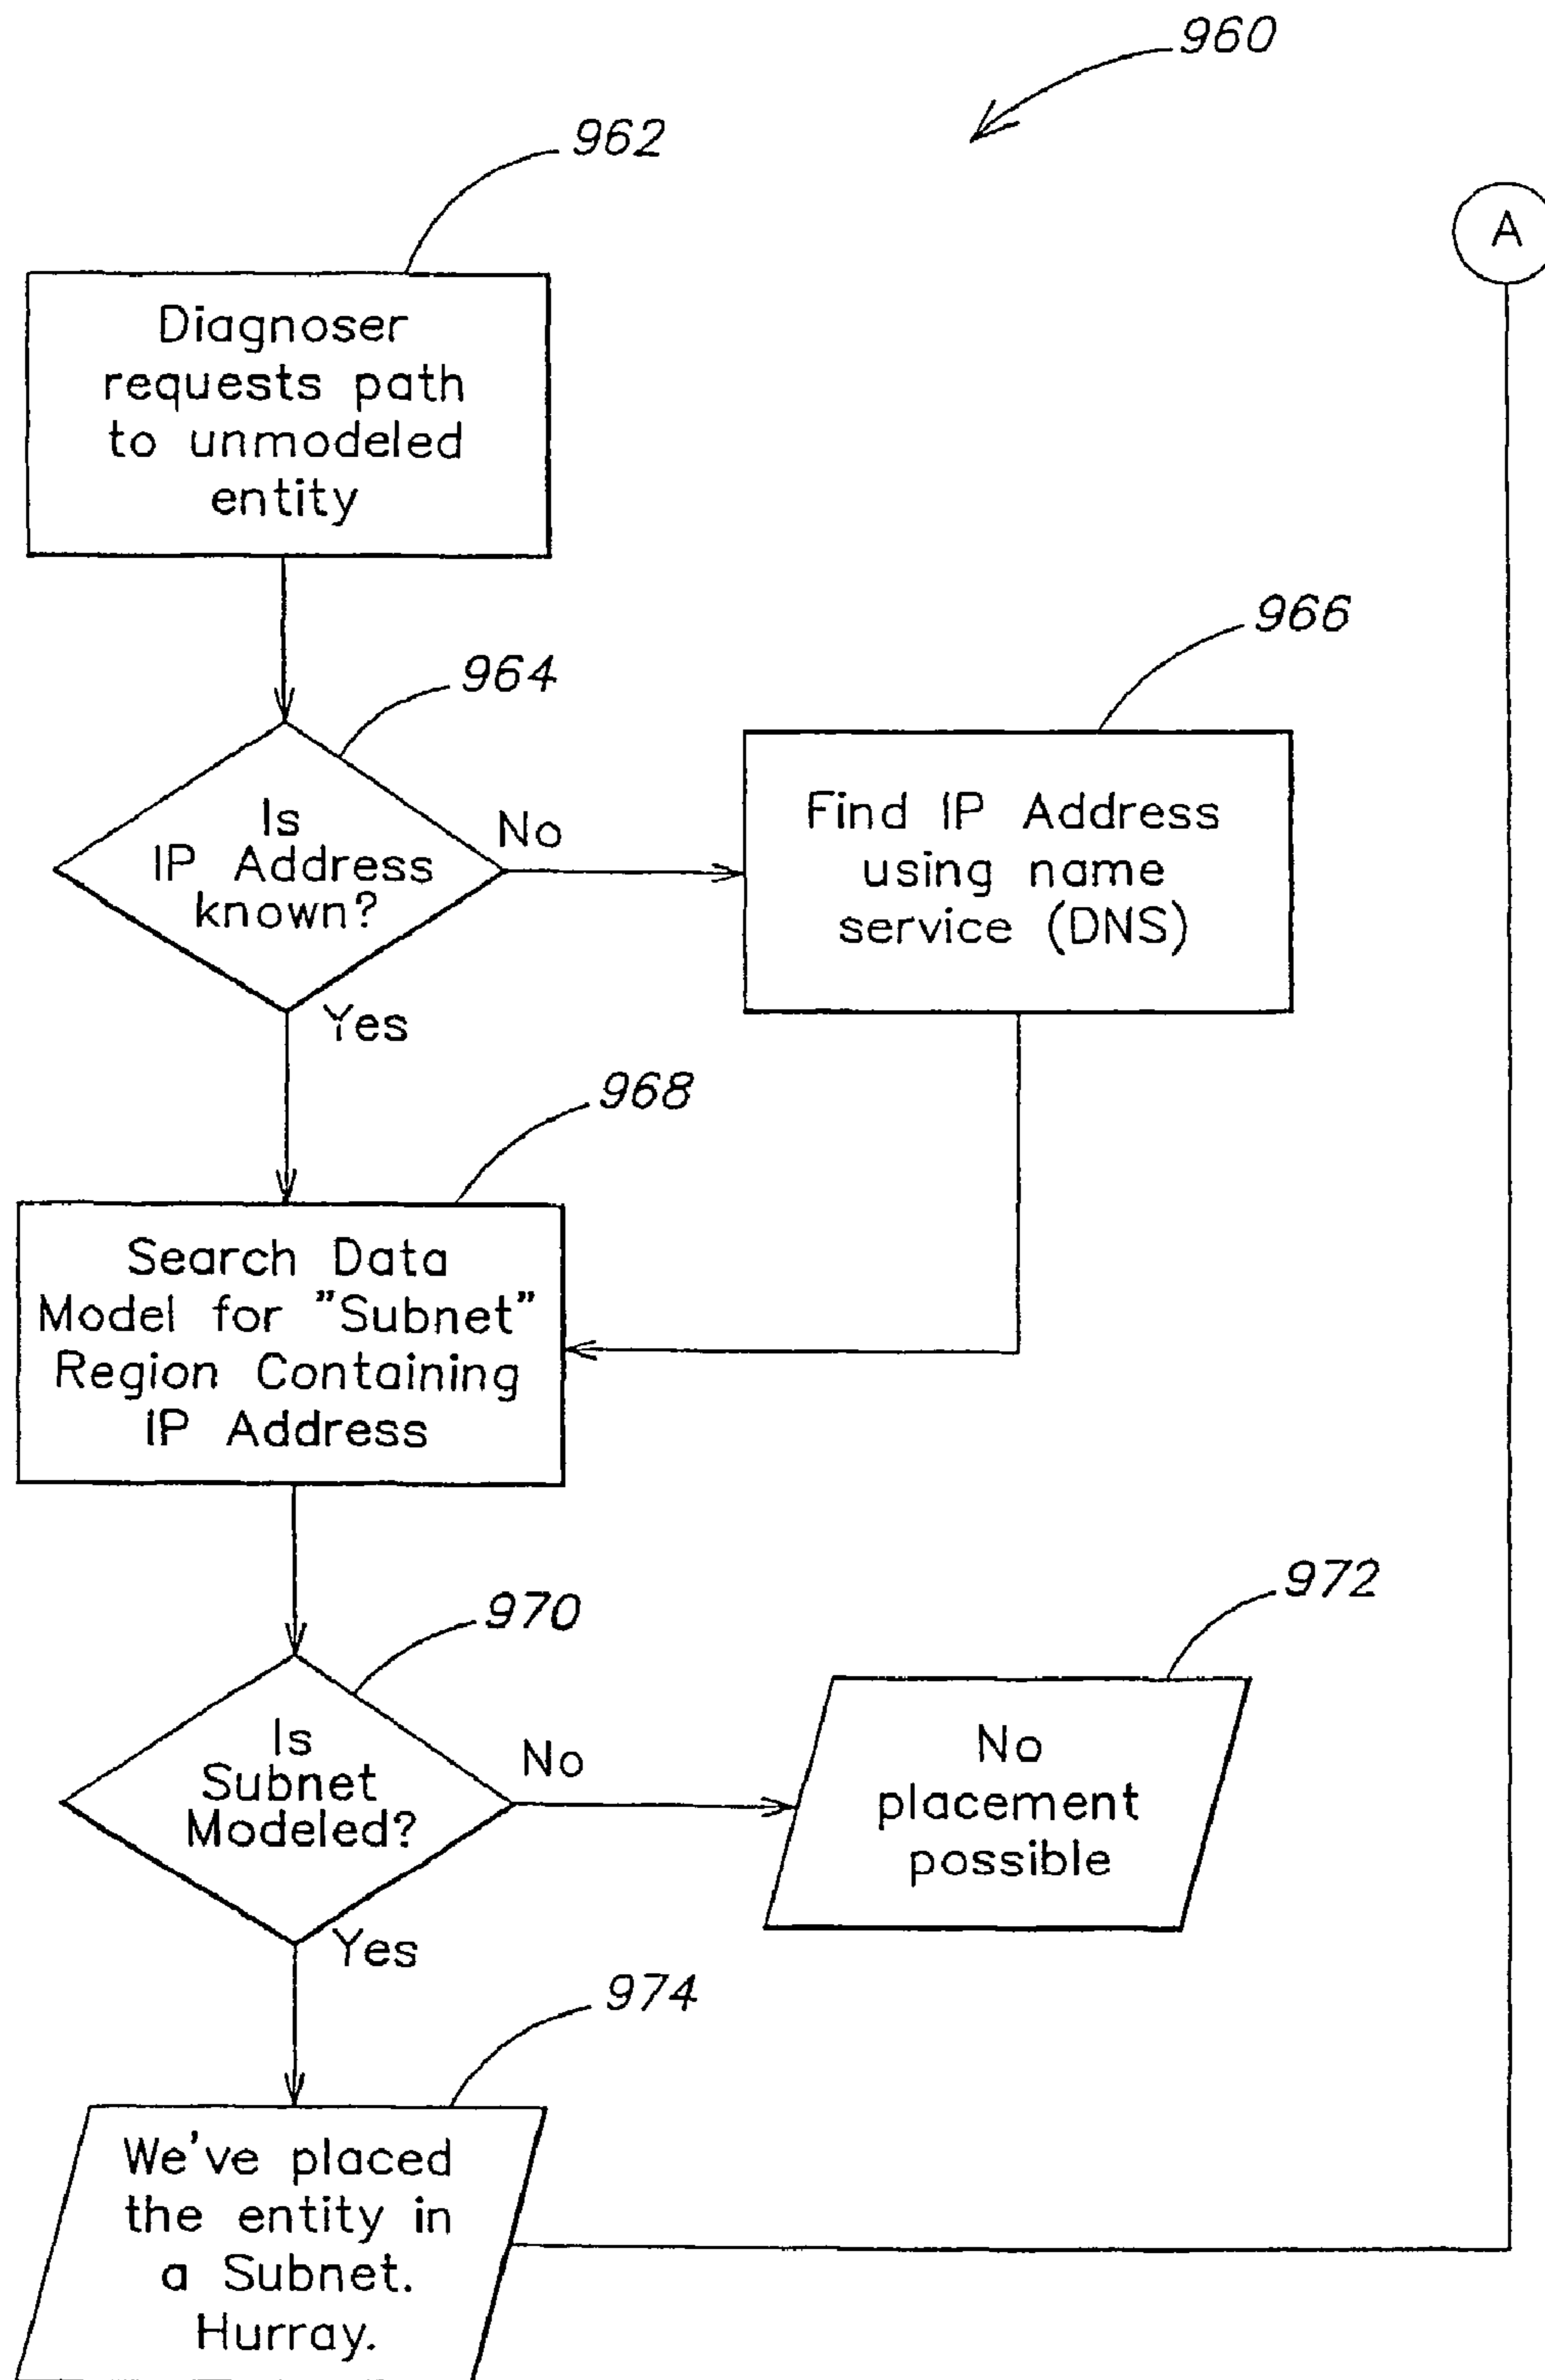 960
962
A
Diagnoser
requests path
to unmodeled
entity
964
966
Is
IP Address
known?
No
Yes
Find IP Address
using name
service (DNS)
968
Search Data
Model for "Subnet"
Region Containing
IP Address
970
972
Is
Subnet
Modeled?
No
Yes
No
placement
possible
974
We've placed
the entity in
a Subnet.
Hurray.